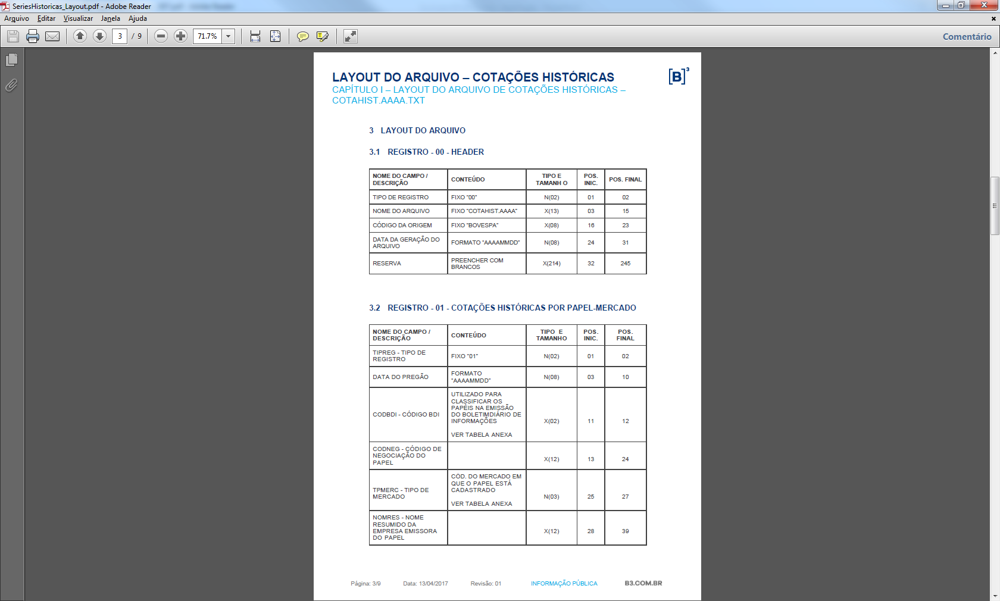 SeriesHistoricas_Layout.pdf - Adobe Reader
Arquivo Editar Visualizar Janela Ajuda
3 / 9 71.7% Comentário
LAYOUT DO ARQUIVO – COTAÇÕES HISTÓRICAS
[B]³
CAPÍTULO I – LAYOUT DO ARQUIVO DE COTAÇÕES HISTÓRICAS –
COTAHIST.AAAA.TXT
3 LAYOUT DO ARQUIVO
3.1 REGISTRO - 00 - HEADER
NOME DO CAMPO / DESCRIÇÃO CONTEÚDO TIPO E TAMANH O POS. INIC. POS. FINAL
TIPO DE REGISTRO FIXO "00" N(02) 01 02
NOME DO ARQUIVO FIXO "COTAHIST.AAAA" X(13) 03 15
CÓDIGO DA ORIGEM FIXO "BOVESPA" X(08) 16 23
DATA DA GERAÇÃO DO ARQUIVO FORMATO "AAAAMMDD" N(08) 24 31
RESERVA PREENCHER COM BRANCOS X(214) 32 245
3.2 REGISTRO - 01 - COTAÇÕES HISTÓRICAS POR PAPEL-MERCADO
NOME DO CAMPO / DESCRIÇÃO CONTEÚDO TIPO E TAMANHO POS. INIC. POS. FINAL
TIPREG - TIPO DE REGISTRO FIXO "01" N(02) 01 02
DATA DO PREGÃO FORMATO "AAAAMMDD" N(08) 03 10
CODBDI - CÓDIGO BDI UTILIZADO PARA CLASSIFICAR OS PAPÉIS NA EMISSÃO DO BOLETIMDIÁRIO DE INFORMAÇÕES VER TABELA ANEXA X(02) 11 12
CODNEG - CÓDIGO DE NEGOCIAÇÃO DO PAPEL X(12) 13 24
TPMERC - TIPO DE MERCADO CÓD. DO MERCADO EM QUE O PAPEL ESTÁ CADASTRADO VER TABELA ANEXA N(03) 25 27
NOMRES - NOME RESUMIDO DA EMPRESA EMISSORA DO PAPEL X(12) 28 39
Página: 3/9 Data: 13/04/2017 Revisão: 01 INFORMAÇÃO PÚBLICA B3.COM.BR